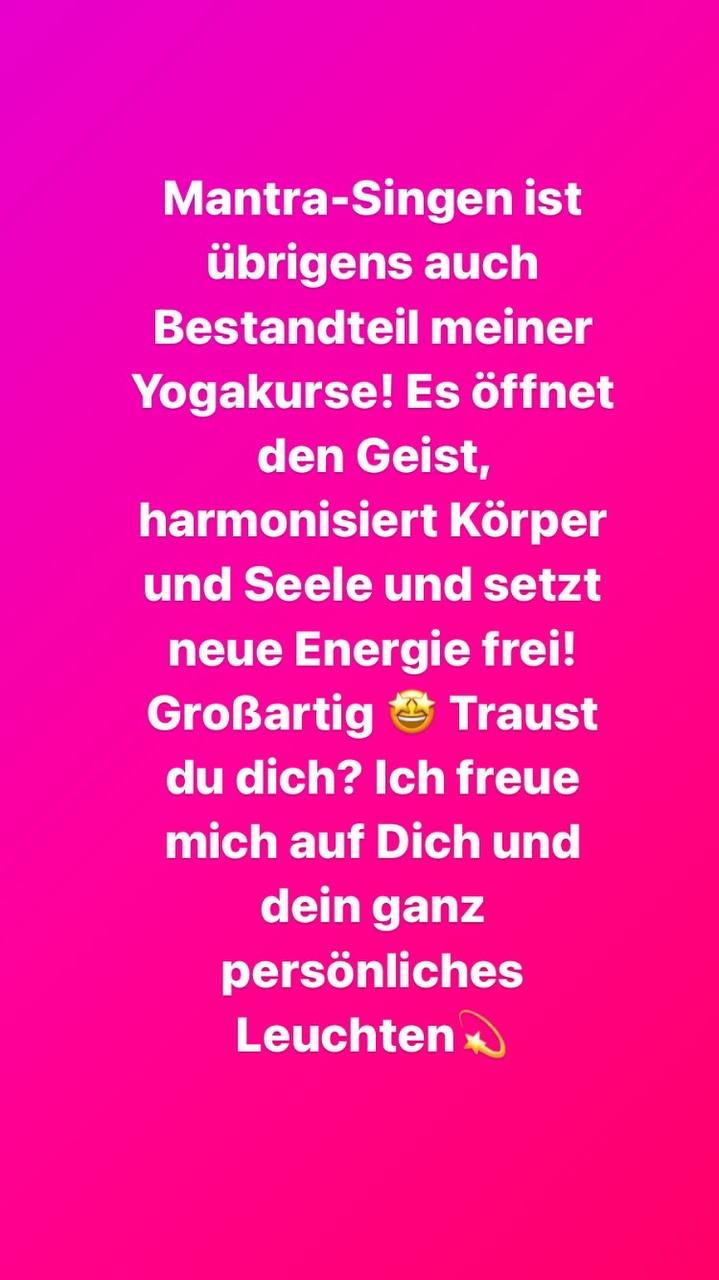 Mantra-Singen ist
übrigens auch
Bestandteil meiner
Yogakurse! Es öffnet
den Geist,
harmonisiert Körper
und Seele und setzt
neue Energie frei!
Großartig 🤩 Traust
du dich? Ich freue
mich auf Dich und
dein ganz
persönliches
Leuchten💫